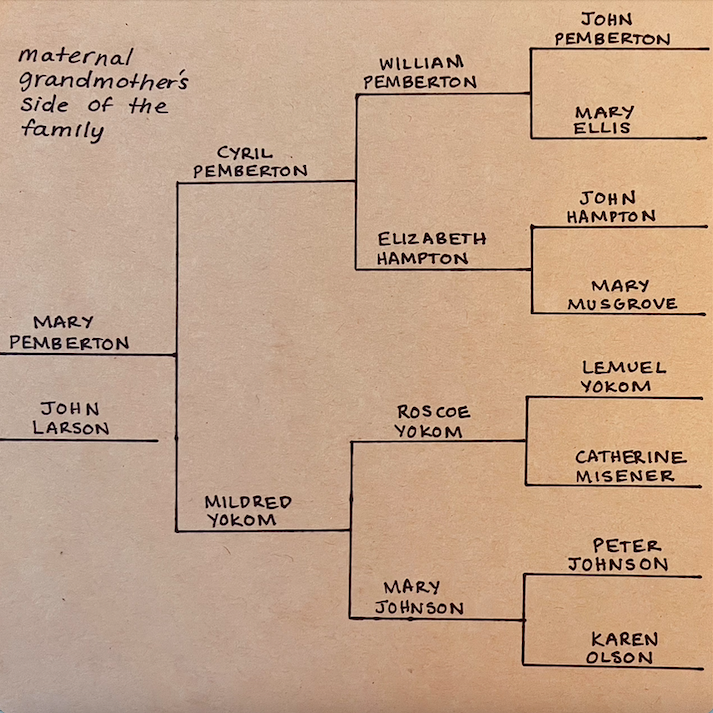 maternal
grandmother's
side of the
family
JOHN
PEMBERTON
WILLIAM
PEMBERTON
MARY
ELLIS
CYRIL
PEMBERTON
JOHN
HAMPTON
ELIZABETH
HAMPTON
MARY
MUSGROVE
MARY
PEMBERTON
JOHN
LARSON
LEMUEL
YOKOM
ROSCOE
YOKOM
CATHERINE
MISENER
MILDRED
YOKOM
PETER
JOHNSON
MARY
JOHNSON
KAREN
OLSON